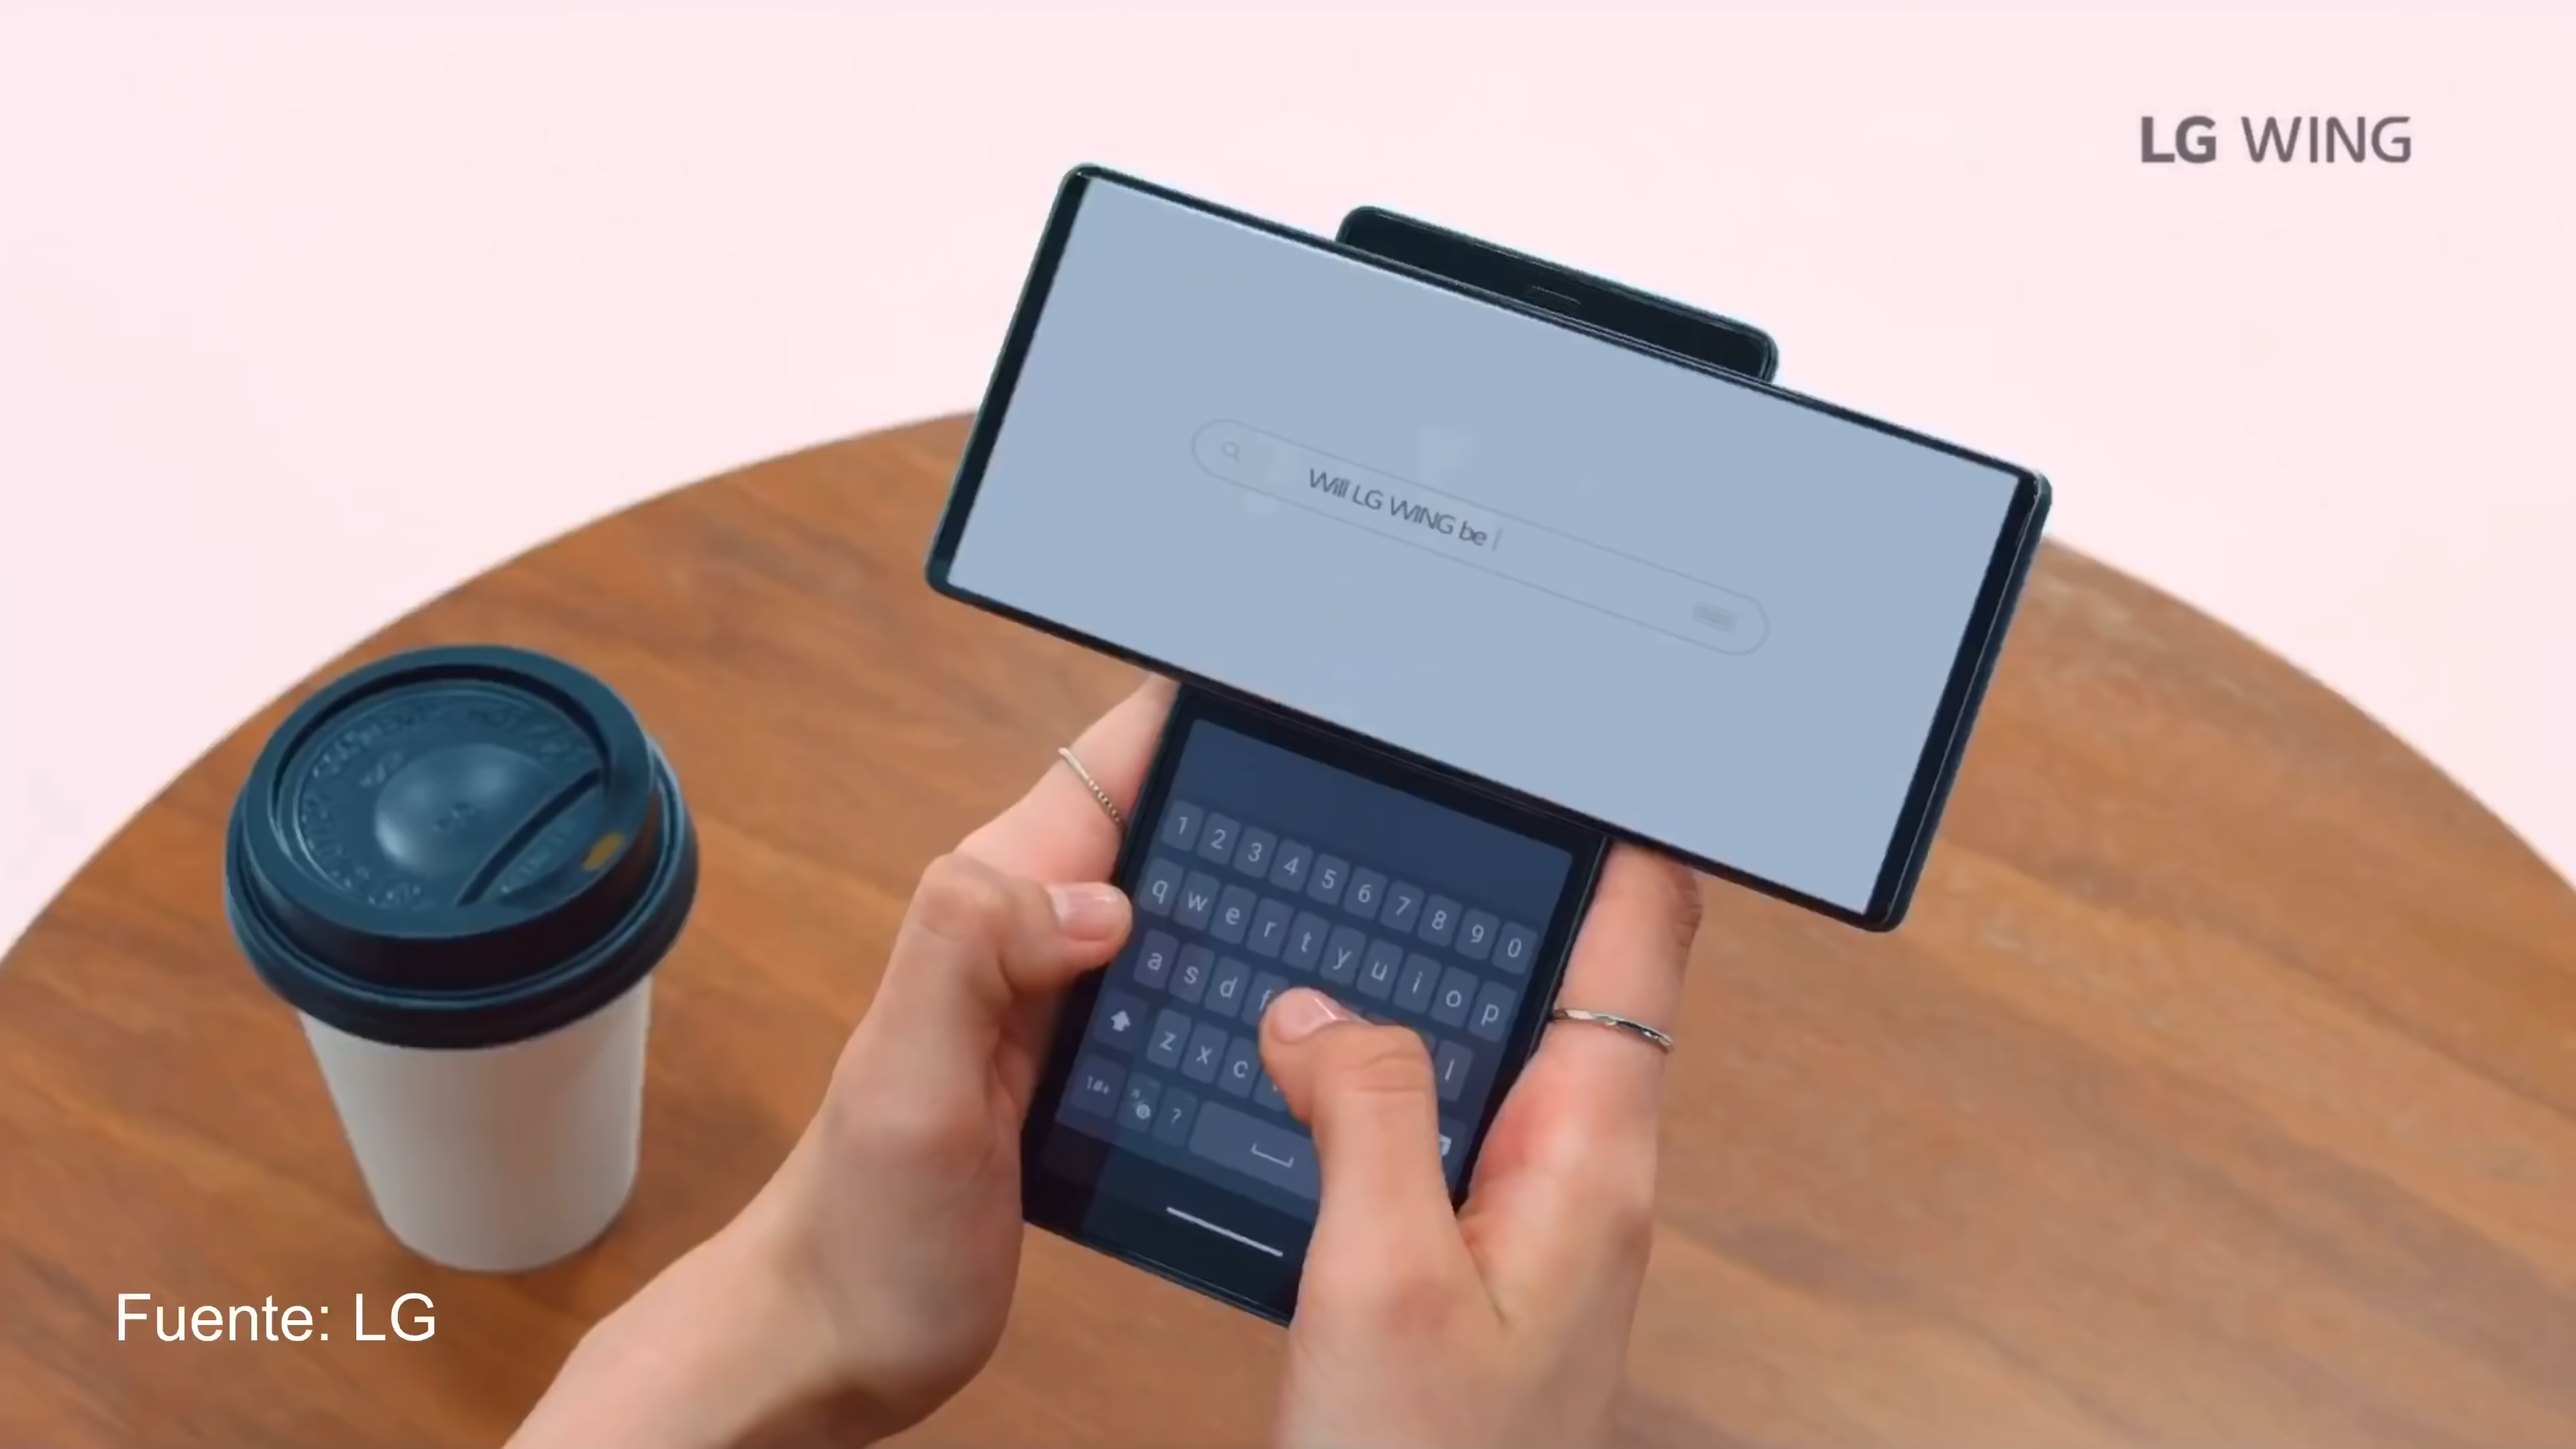 LG WING
Will LG WING be
1 2 3 4 5 6 7 8 9 0
q w e r t y u i o p
a s d f l
z x c
?
Fuente: LG